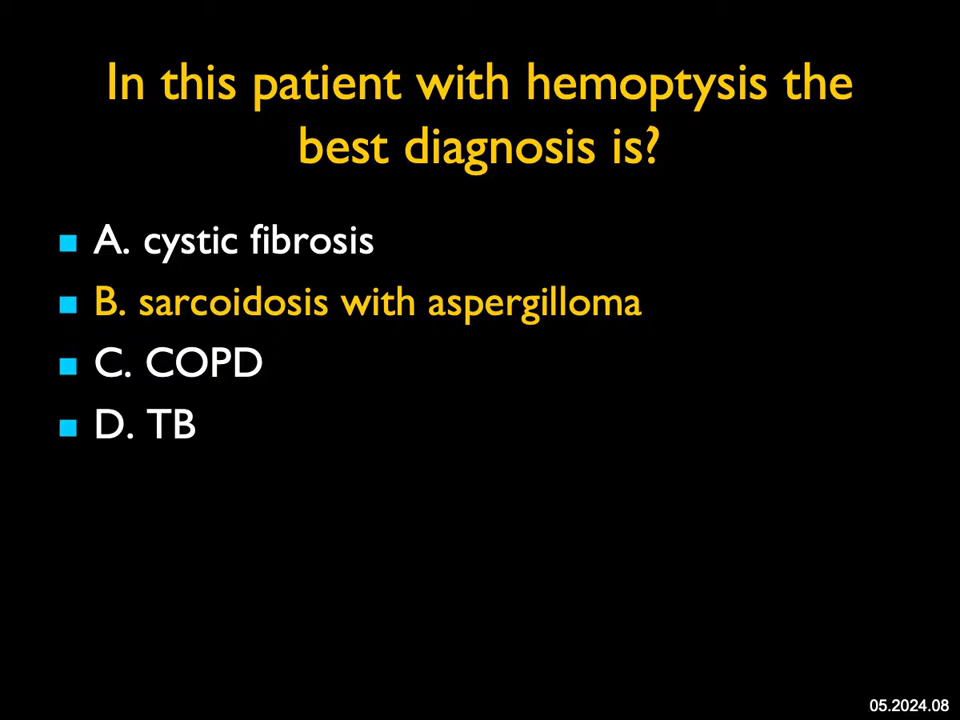 In this patient with hemoptysis the
best diagnosis is?
A. cystic fibrosis
B. sarcoidosis with aspergilloma
C. COPD
D. TB
05.2024.08